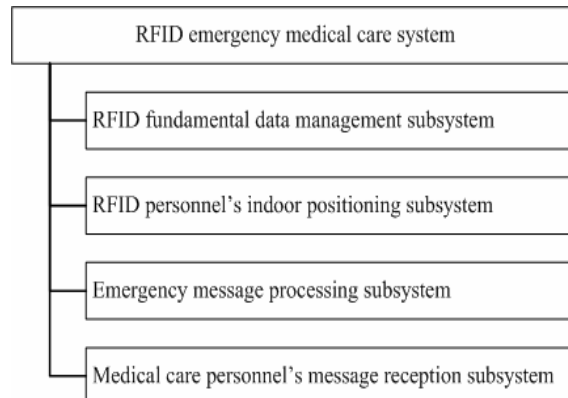 RFID emergency medical care system
RFID fundamental data management subsystem
RFID personnel's indoor positioning subsystem
Emergency message processing subsystem
Medical care personnel's message reception subsystem